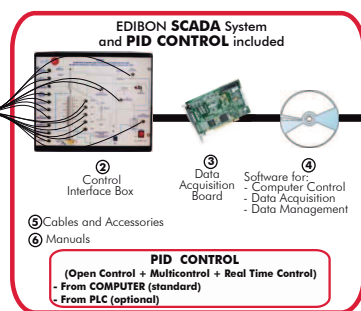 EDIBON SCADA System
and PID CONTROL included
2
Control
Interface Box
3
Data
Acquisition
Board
4
Software for:
- Computer Control
- Data Acquisition
- Data Management
5 Cables and Accessories
6 Manuals
PID CONTROL
(Open Control + Multicontrol + Real Time Control)
- From COMPUTER (standard)
- From PLC (optional)